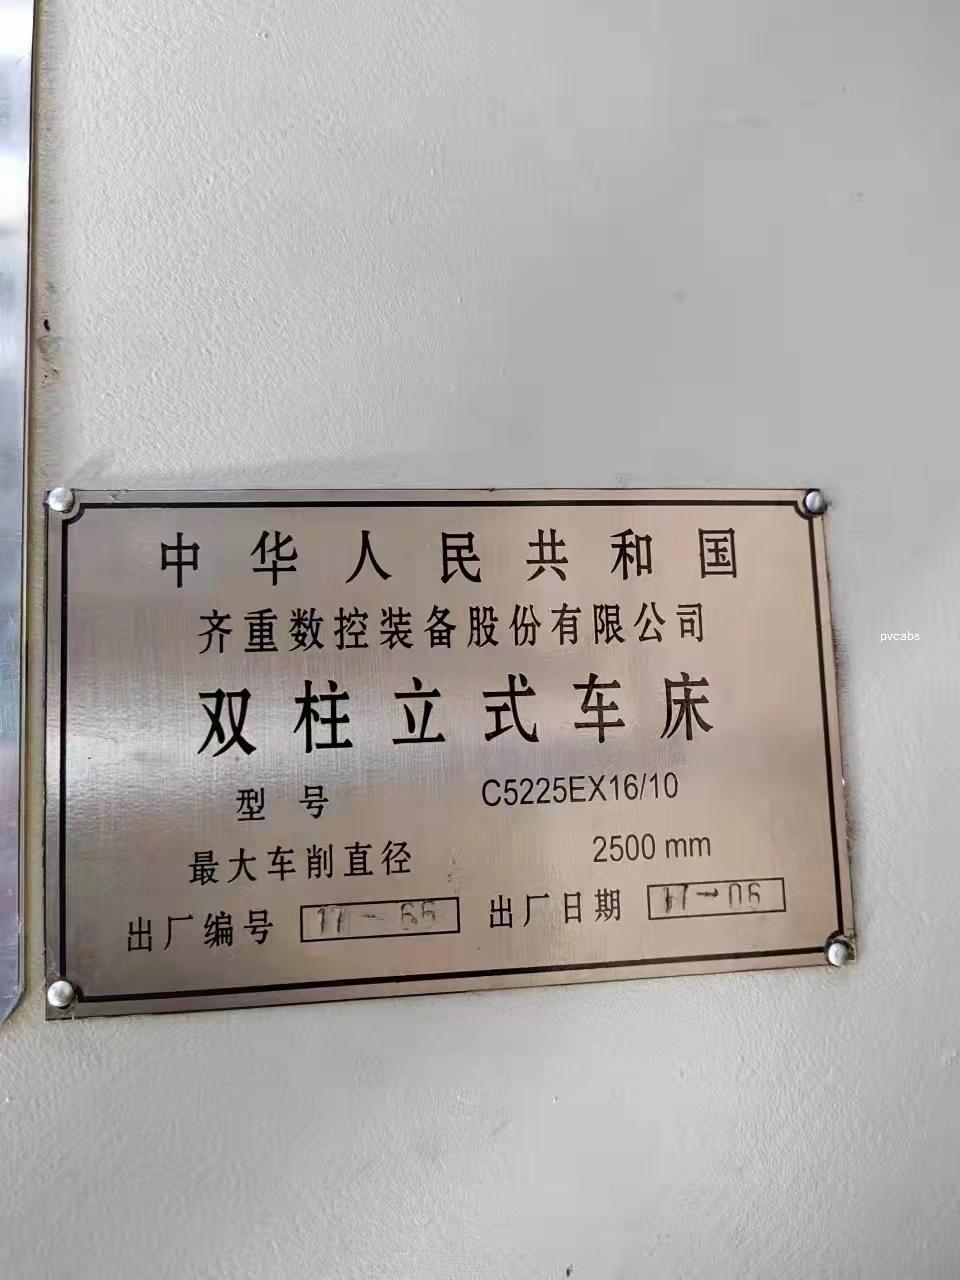 中华人民共和国
齐重数控装备股份有限公司
双柱立式车床
型号 C5225EX16/10
最大车削直径 2500 mm
出厂编号 17-66 出厂日期 17-06
pvcabs